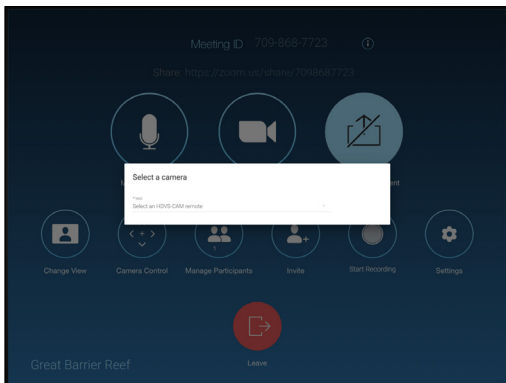 Meeting ID 709-868-7723
Share: https://zoom.us/share/7098687723
Select a camera
Select an HDVS CAM remote
Change View
Camera Control
Manage Participants
Invite
Start Recording
Settings
Leave
Great Barrier Reef